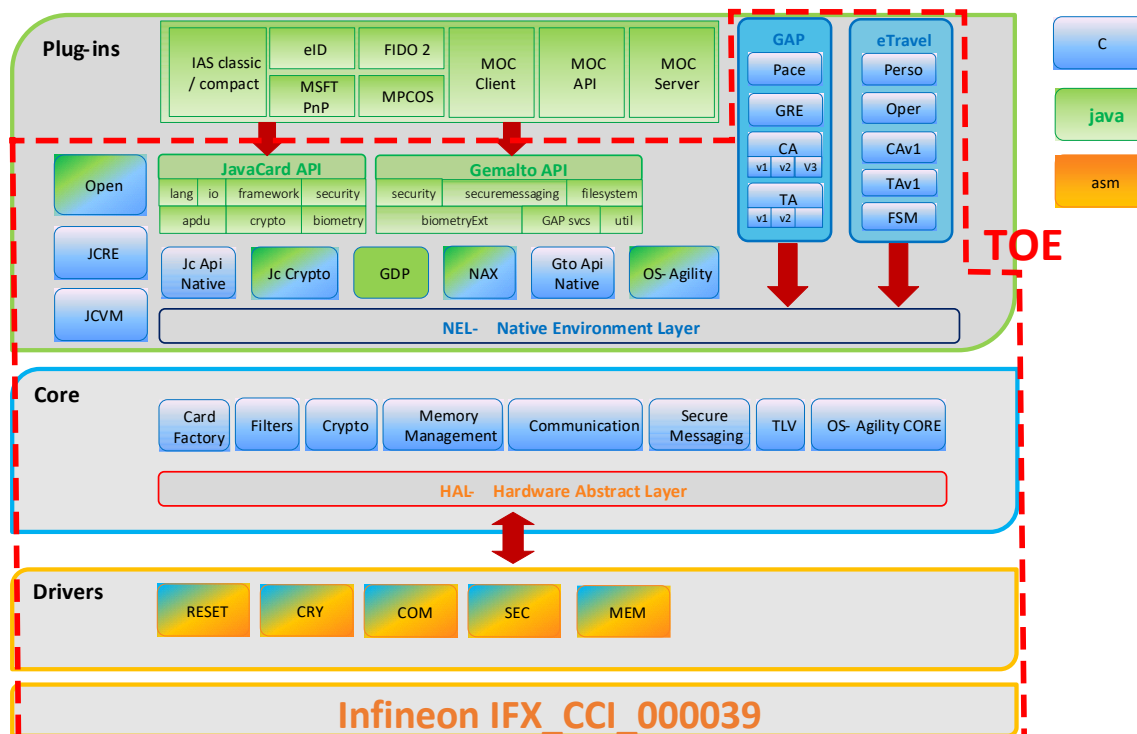 Plug-ins
IAS classic
/ compact
eID
FIDO 2
MSFT
PnP
MPCOS
MOC
Client
MOC
API
MOC
Server
GAP
Pace
GRE
CA
v1 v2 V3
TA
v1 v2
eTravel
Perso
Oper
CAv1
TAv1
FSM
C
java
asm
TOE
Open
JCRE
JCVM
JavaCard API
lang io framework security
apdu crypto biometry
Gemalto API
security securemessaging filesystem
biometryExt GAP svcs util
Jc Api
Native
Jc Crypto
GDP
NAX
Gto Api
Native
OS- Agility
NEL- Native Environment Layer
Core
Card
Factory
Filters
Crypto
Memory
Management
Communication
Secure
Messaging
TLV
OS- Agility CORE
HAL- Hardware Abstract Layer
Drivers
RESET
CRY
COM
SEC
MEM
Infineon IFX_CCI_000039